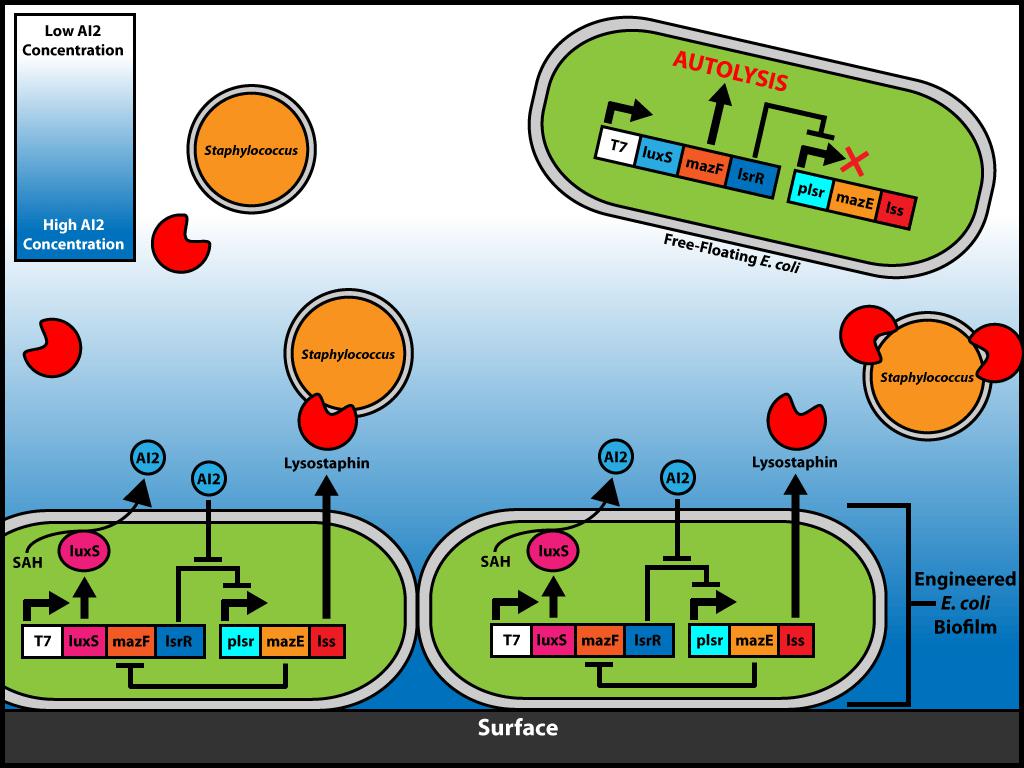 Low AI2
Concentration
High AI2
Concentration
Staphylococcus
AUTOLYSIS
T7 luxS mazF lsrR plsr mazE lss
Free-Floating E. coli
Staphylococcus
Staphylococcus
AI2
AI2
Lysostaphin
AI2
AI2
Lysostaphin
SAH
luxS
T7 luxS mazF lsrR plsr mazE lss
SAH
luxS
T7 luxS mazF lsrR plsr mazE lss
Engineered
E. coli
Biofilm
Surface